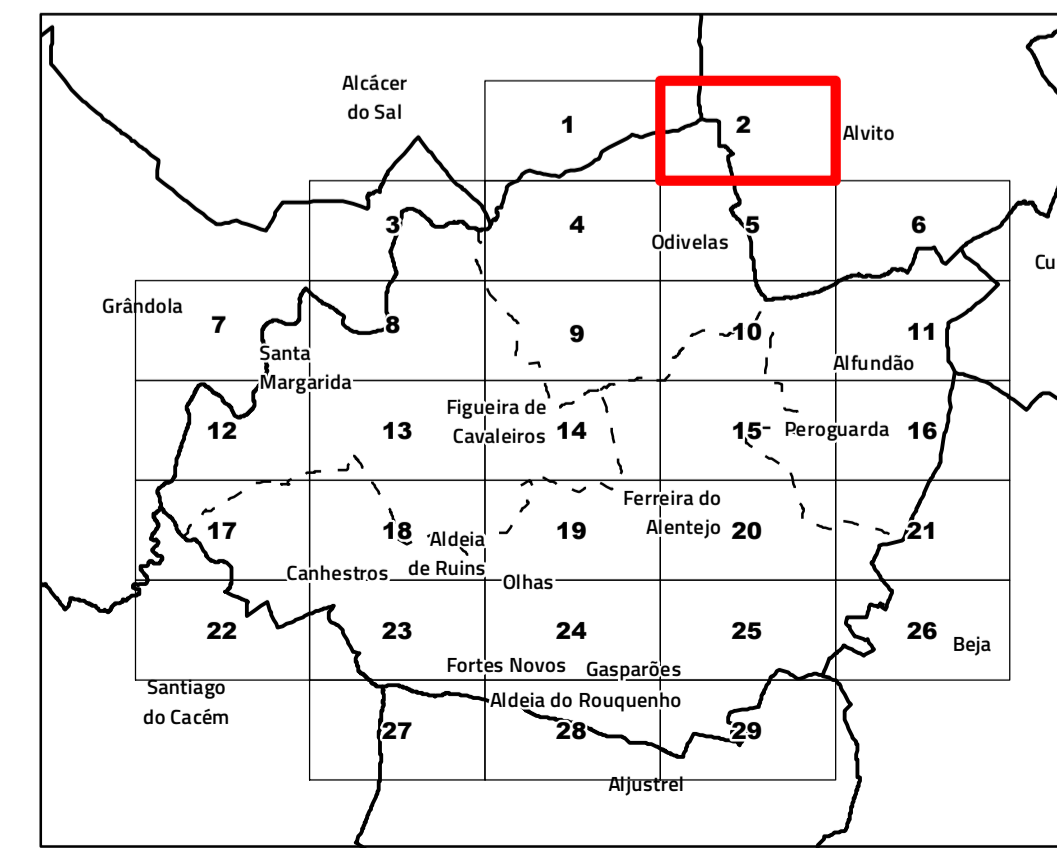 Alcácer
do Sal
1
2
Alvito
3
4
Odivelas
5
6
Cu
Grândola
7
8
9
10
11
Santa
Margarida
Alfundão
12
13
Figueira de
Cavaleiros
14
15
Peroguarda
16
17
18
Aldeia
de Ruins
19
Ferreira do
Alentejo
20
21
Canhestros
Olhas
22
23
24
25
26
Beja
Fortes Novos
Gasparões
Santiago
do Cacém
Aldeia do Rouquenho
27
28
29
Aljustrel